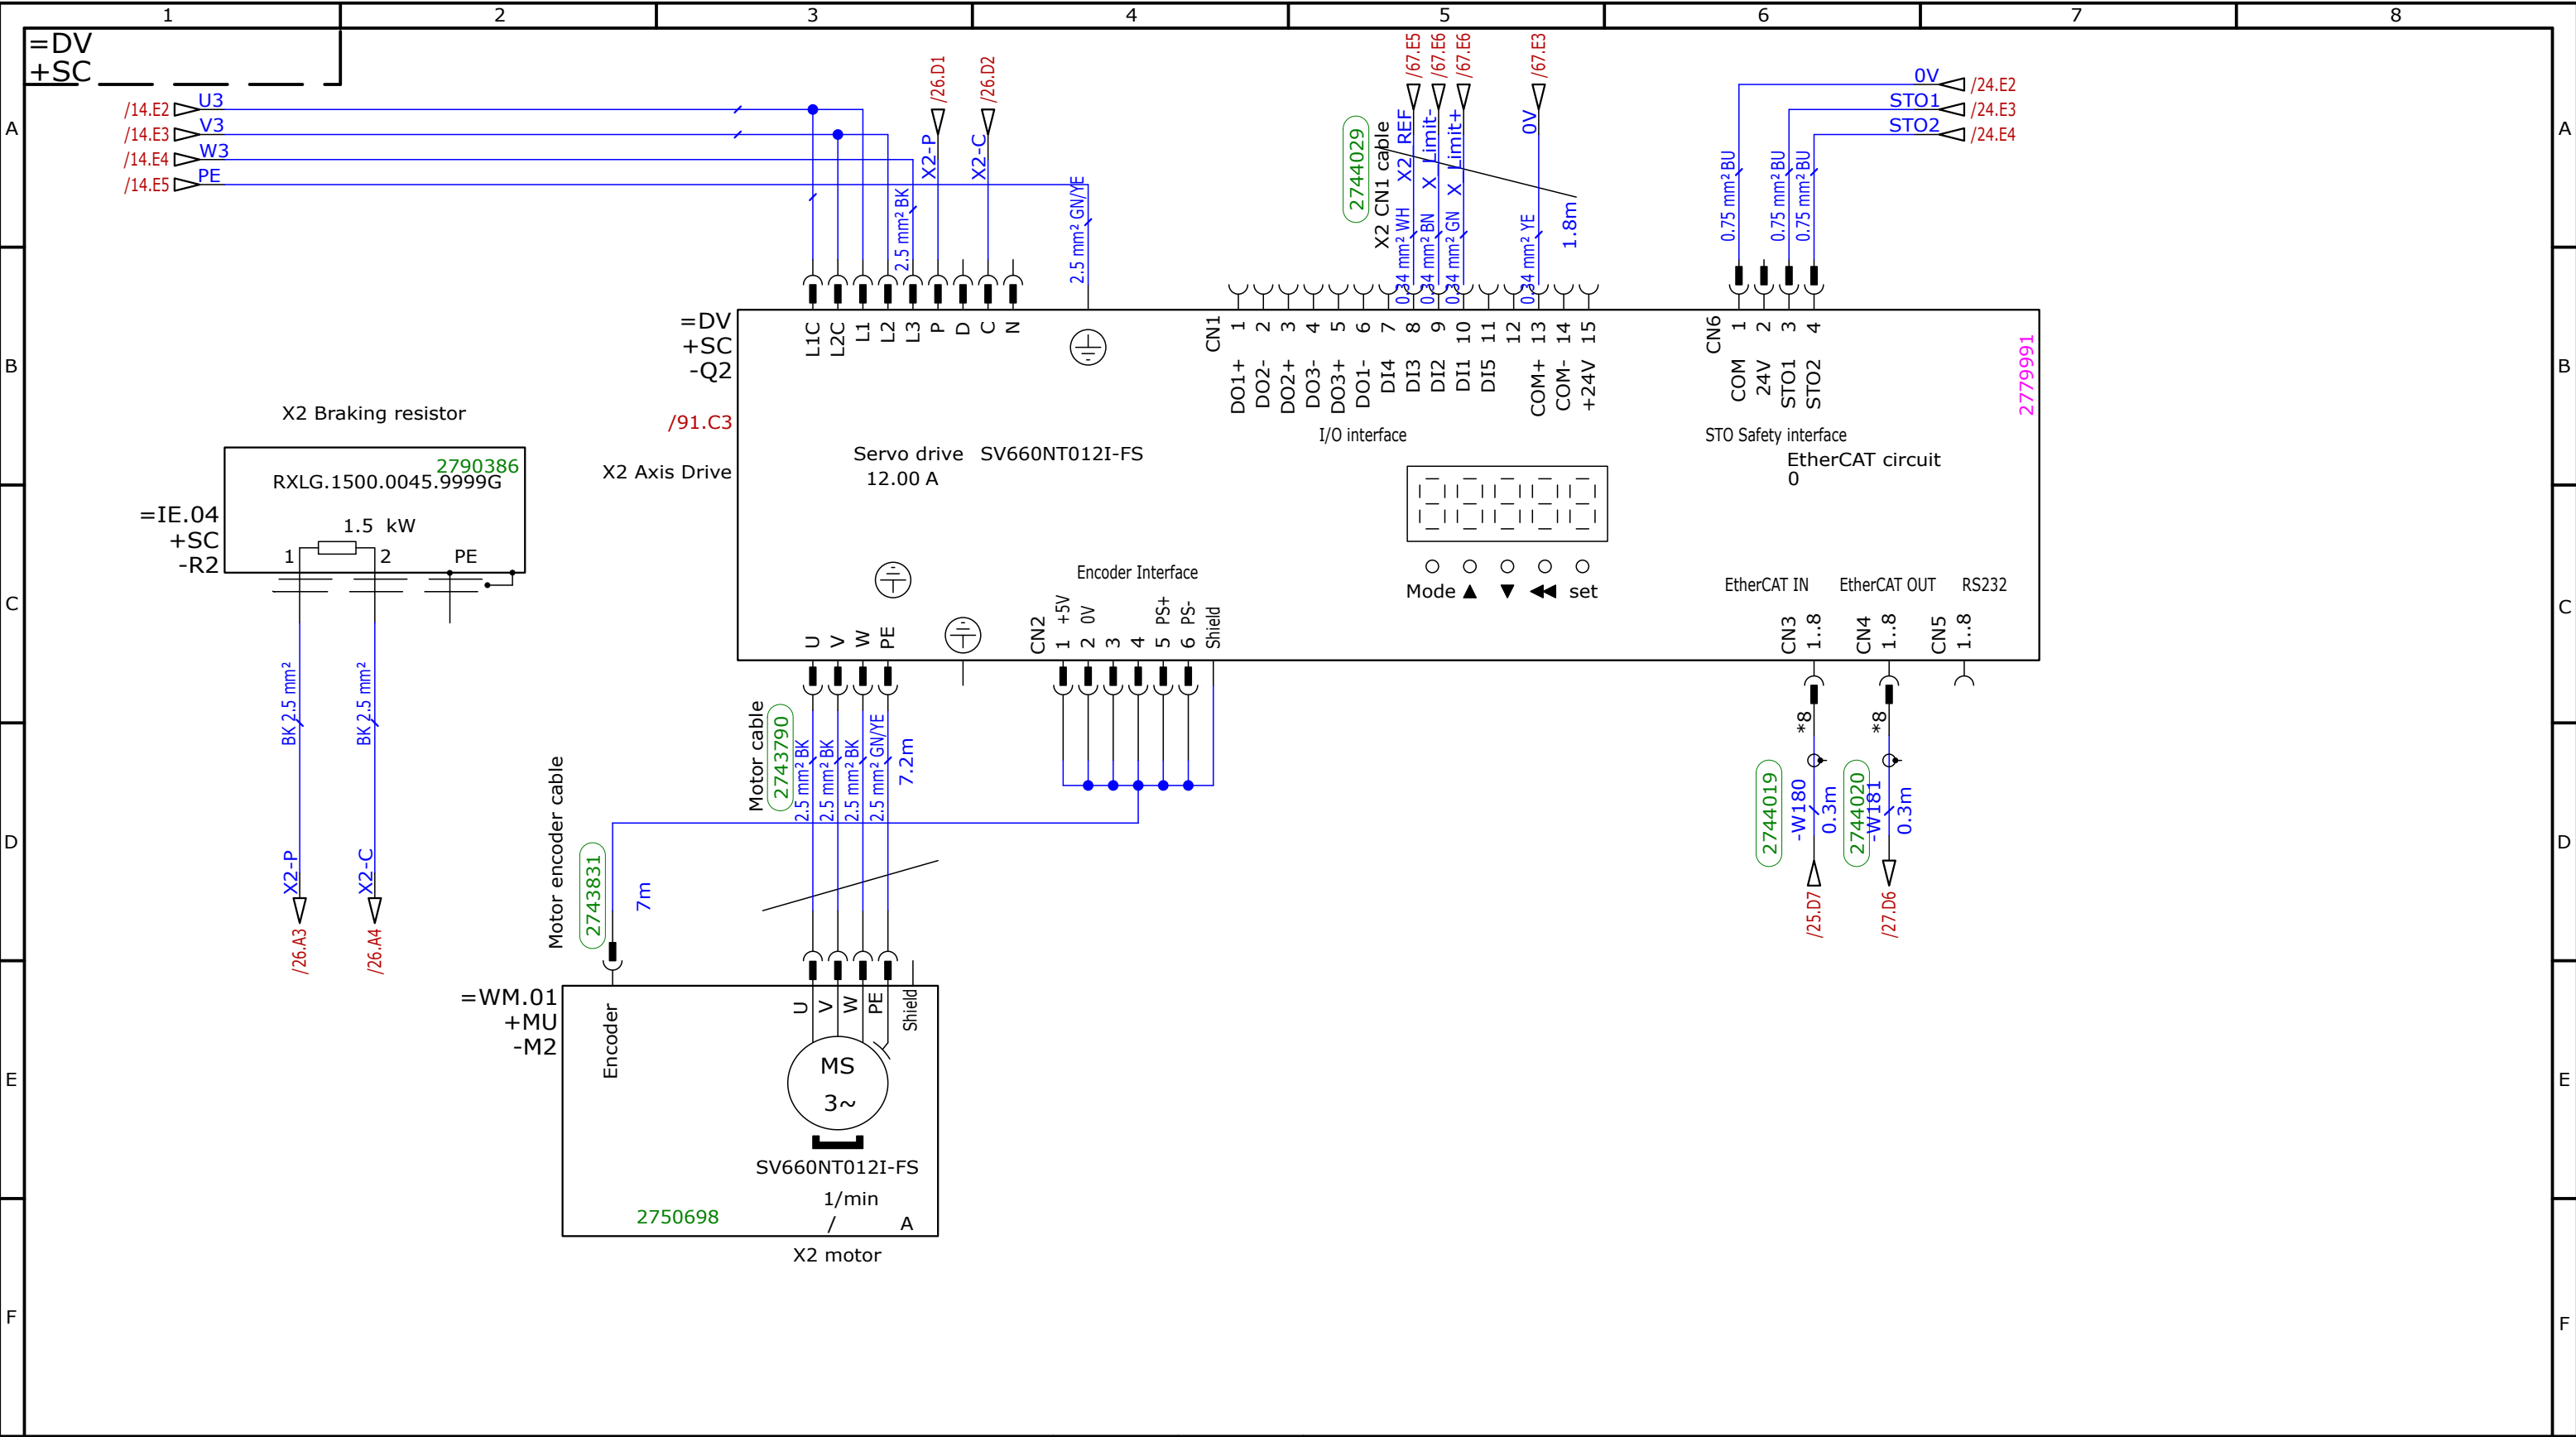 1 2 3 4 5 6 7 8
=DV
+SC
A
B
C
D
E
F
A
B
C
D
E
F
/14.E2 U3
/14.E3 V3
/14.E4 W3
/14.E5 PE
/26.D1
X2-P
/26.D2
X2-C
2.5 mm² BK
2.5 mm² GN/YE
2744029
X2 CN1 cable
/67.E5
X2_REF
0.34 mm² WH
/67.E6
X_Limit-
0.34 mm² BN
/67.E6
X_Limit+
0.34 mm² GN
/67.E3
0V
0.34 mm² YE
1.8m
0V /24.E2
STO1 /24.E3
STO2 /24.E4
0.75 mm² BU
0.75 mm² BU
0.75 mm² BU
=DV
+SC
-Q2
/91.C3
X2 Axis Drive
L1C L2C L1 L2 L3 P D C N
CN1 1 2 3 4 5 6 7 8 9 10 11 12 13 14 15
DO1+ DO2- DO2+ DO3- DO3+ DO1- DI4 DI3 DI2 DI1 DI5 COM+ COM- +24V
I/O interface
CN6 1 2 3 4
COM 24V STO1 STO2
STO Safety interface
EtherCAT circuit
0
2779991
Servo drive SV660NT012I-FS
12.00 A
Mode ▲ ▼ ◀◀ set
Encoder Interface
EtherCAT IN EtherCAT OUT RS232
U V W PE
CN2 1 2 3 4 5 6 Shield
+5V 0V PS+ PS-
CN3 1..8
CN4 1..8
CN5 1..8
X2 Braking resistor
2790386
RXLG.1500.0045.9999G
=IE.04
+SC
-R2
1.5 kW
1 2 PE
BK 2.5 mm²
BK 2.5 mm²
X2-P
X2-C
/26.A3
/26.A4
Motor cable
2743790
2.5 mm² BK
2.5 mm² BK
2.5 mm² BK
2.5 mm² GN/YE
7.2m
Motor encoder cable
2743831
7m
*8
*8
2744019
-W180
0.3m
2744020
-W181
0.3m
/25.D7
/27.D6
=WM.01
+MU
-M2
Encoder
U V W PE Shield
MS
3~
SV660NT012I-FS
1/min
2750698
/ A
X2 motor